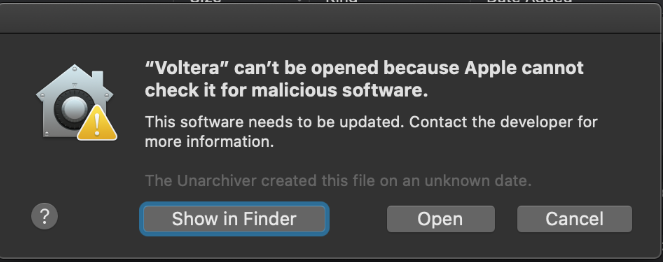 Size Kind Date Added
“Voltera” can’t be opened because Apple cannot
check it for malicious software.
This software needs to be updated. Contact the developer for
more information.
The Unarchiver created this file on an unknown date.
? Show in Finder Open Cancel